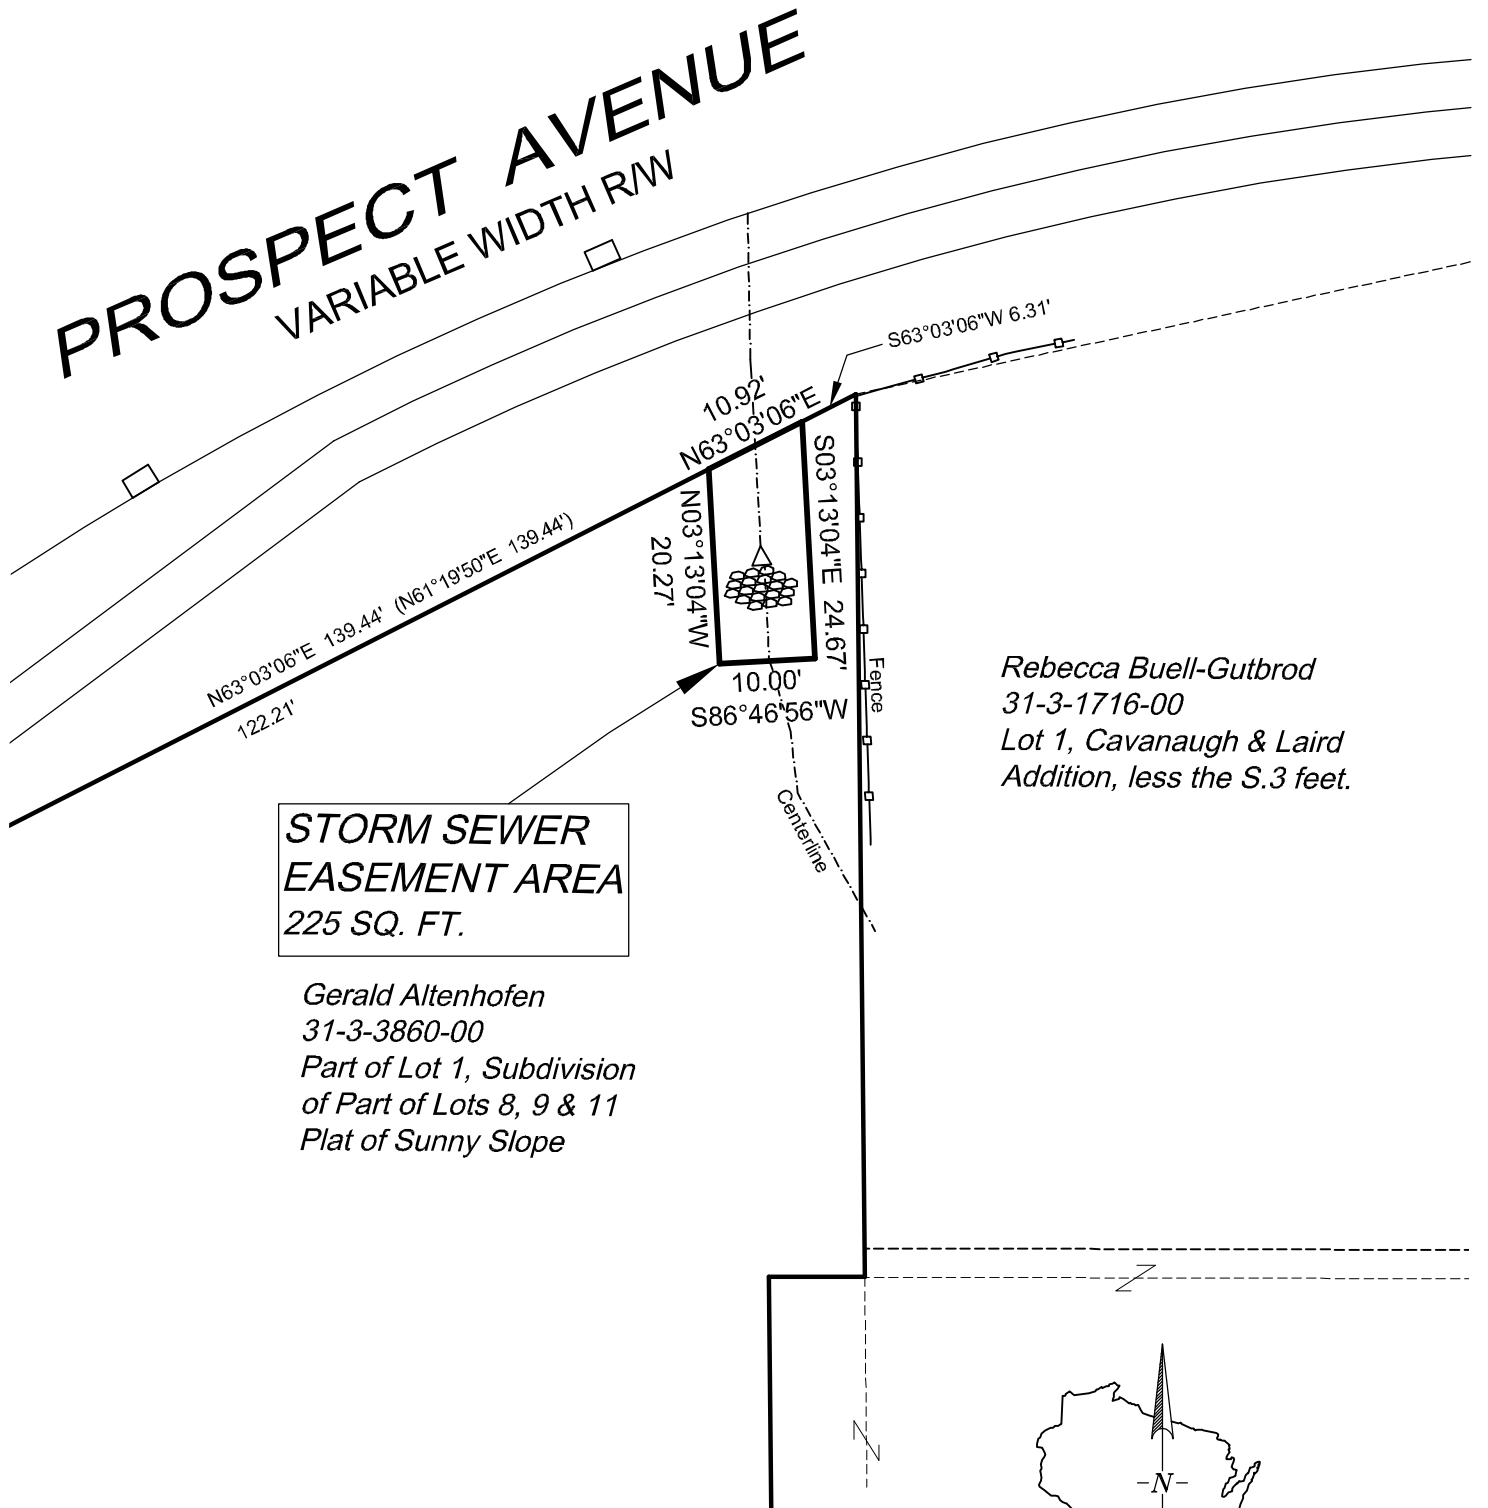 PROSPECT AVENUE
VARIABLE WIDTH R/W
S63°03'06"W 6.31'
10.92'
N63°03'06"E
N63°03'06"E 139.44' (N61°19'50"E 139.44')
122.21'
N03°13'04"W
20.27'
S03°13'04"E 24.67'
10.00'
S86°46'56"W
Fence
Centerline
Rebecca Buell-Gutbrod
31-3-1716-00
Lot 1, Cavanaugh & Laird
Addition, less the S.3 feet.
STORM SEWER
EASEMENT AREA
225 SQ. FT.
Gerald Altenhofen
31-3-3860-00
Part of Lot 1, Subdivision
of Part of Lots 8, 9 & 11
Plat of Sunny Slope
-N-